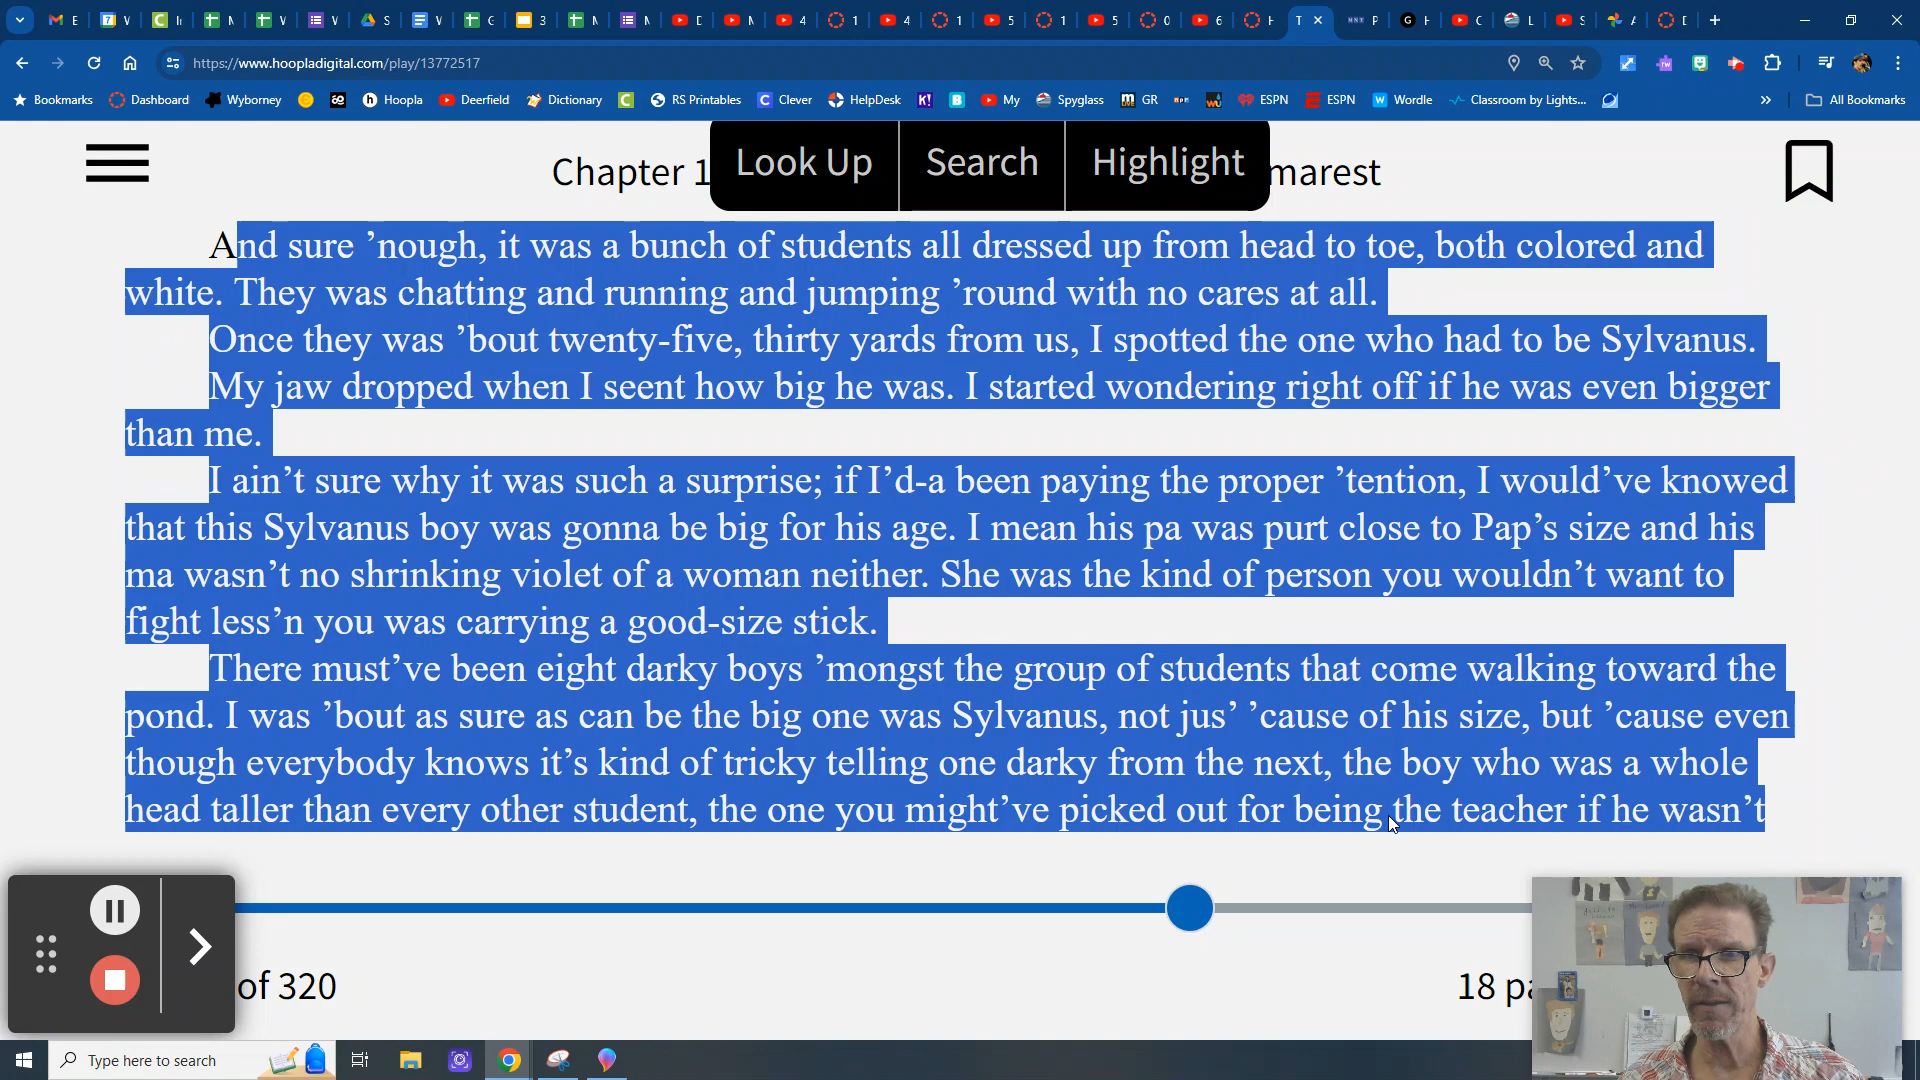 E
7
V
C
Ir
N
V
V
S
V
C
3
N
N
D
N
4
1
4
1
5
1
5
0
6
H
T
P
G
H
C
L
S
A
D
https://www.hoopladigital.com/play/13772517
Bookmarks Dashboard Wyborney Hoopla Deerfield Dictionary RS Printables Clever HelpDesk K! B My Spyglass GR ESPN ESPN Wordle Classroom by Lights... All Bookmarks
Chapter 1
Look Up Search Highlight
marest
And sure ’nough, it was a bunch of students all dressed up from head to toe, both colored and
white. They was chatting and running and jumping ’round with no cares at all.
Once they was ’bout twenty-five, thirty yards from us, I spotted the one who had to be Sylvanus.
My jaw dropped when I seent how big he was. I started wondering right off if he was even bigger
than me.
I ain’t sure why it was such a surprise; if I’d-a been paying the proper ’tention, I would’ve knowed
that this Sylvanus boy was gonna be big for his age. I mean his pa was purt close to Pap’s size and his
ma wasn’t no shrinking violet of a woman neither. She was the kind of person you wouldn’t want to
fight less’n you was carrying a good-size stick.
There must’ve been eight darky boys ’mongst the group of students that come walking toward the
pond. I was ’bout as sure as can be the big one was Sylvanus, not jus’ ’cause of his size, but ’cause even
though everybody knows it’s kind of tricky telling one darky from the next, the boy who was a whole
head taller than every other student, the one you might’ve picked out for being the teacher if he wasn’t
of 320
18 pa
Type here to search